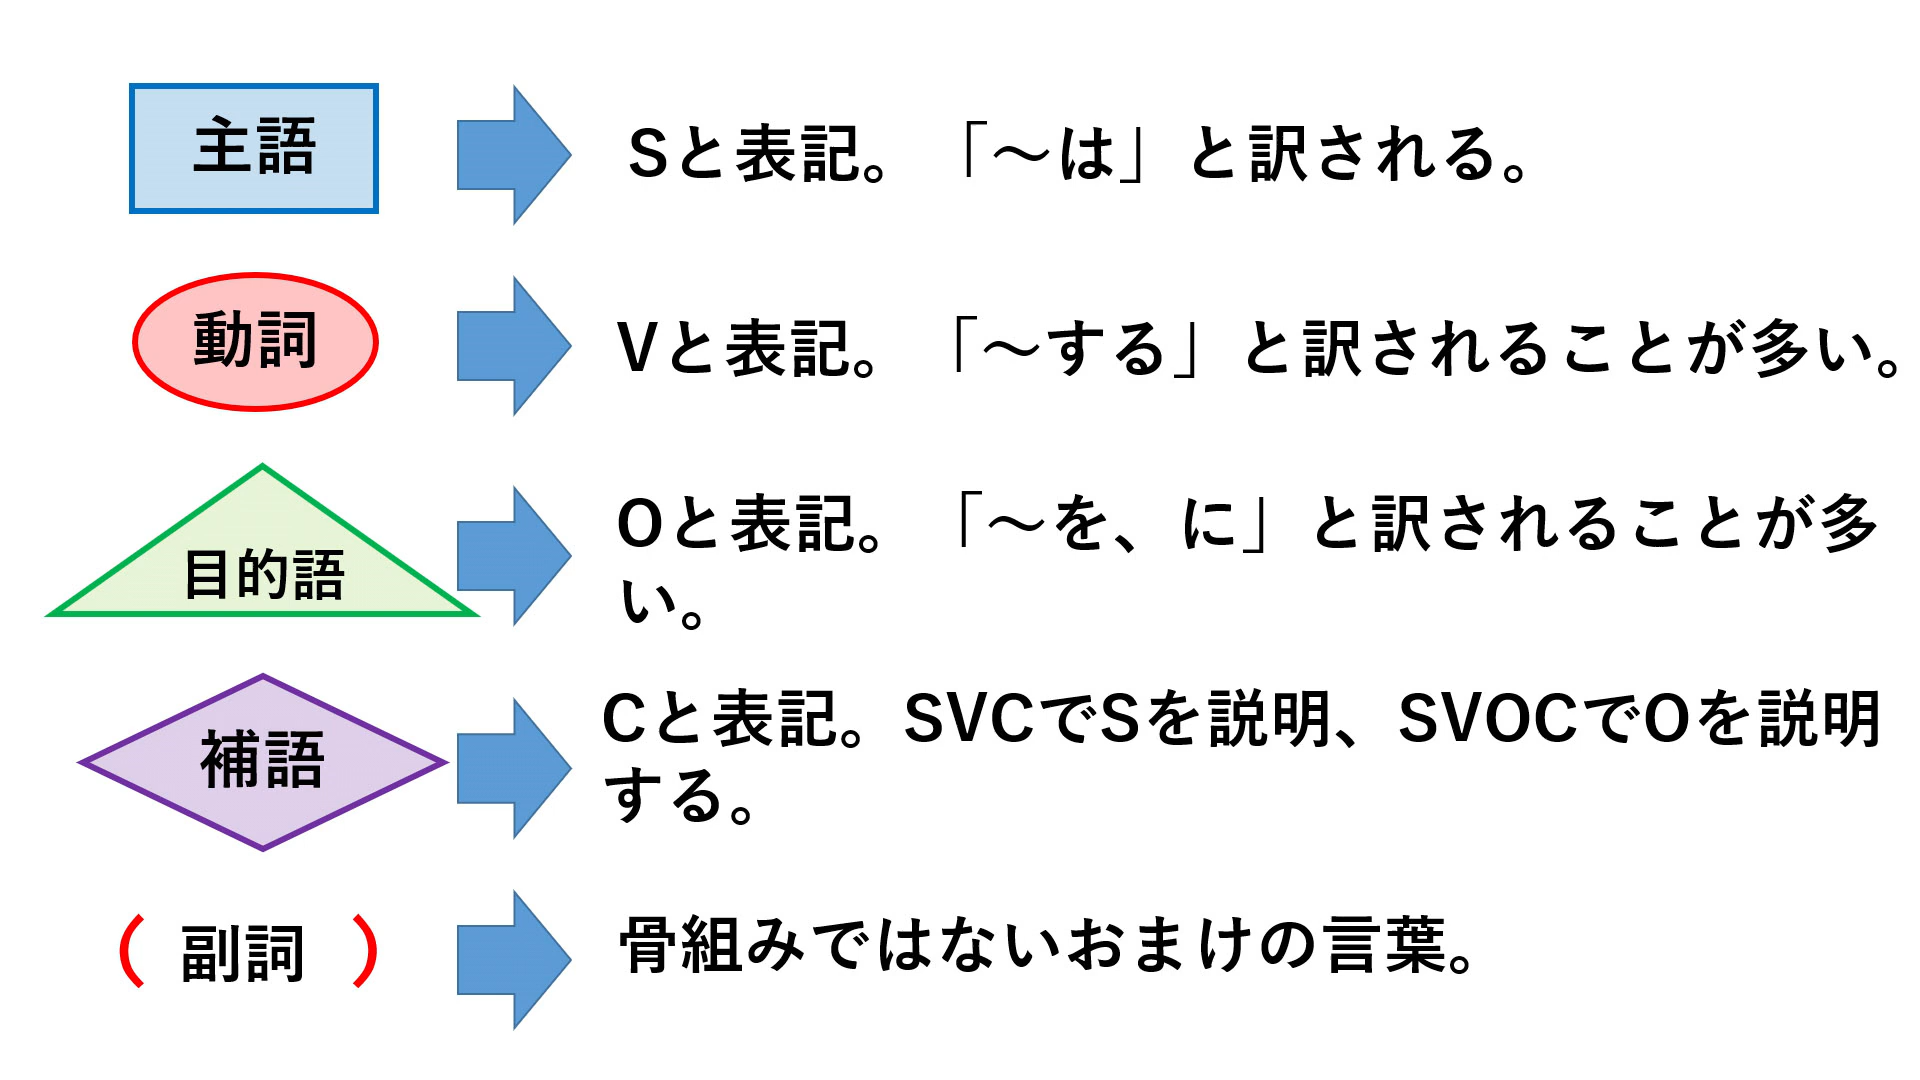 主語
Sと表記。「～は」と訳される。
動詞
Vと表記。「～する」と訳されることが多い。
目的語
Oと表記。「～を、に」と訳されることが多
い。
補語
Cと表記。SVCでSを説明、SVOCでOを説明
する。
（ 副詞 ）
骨組みではないおまけの言葉。